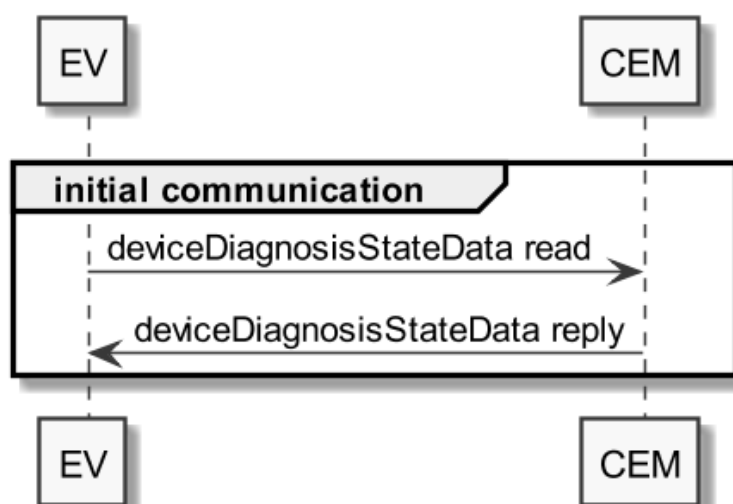 EV CEM
initial communication
deviceDiagnosisStateData read
deviceDiagnosisStateData reply
EV CEM